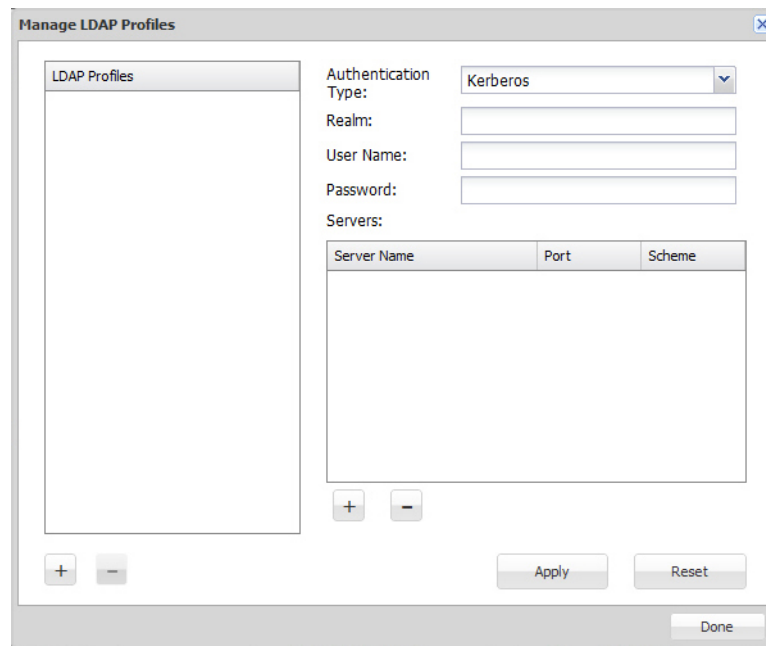 Manage LDAP Profiles
LDAP Profiles
Authentication
Type:
Kerberos
Realm:
User Name:
Password:
Servers:
Server Name Port Scheme
+ -
+ -
Apply Reset
Done